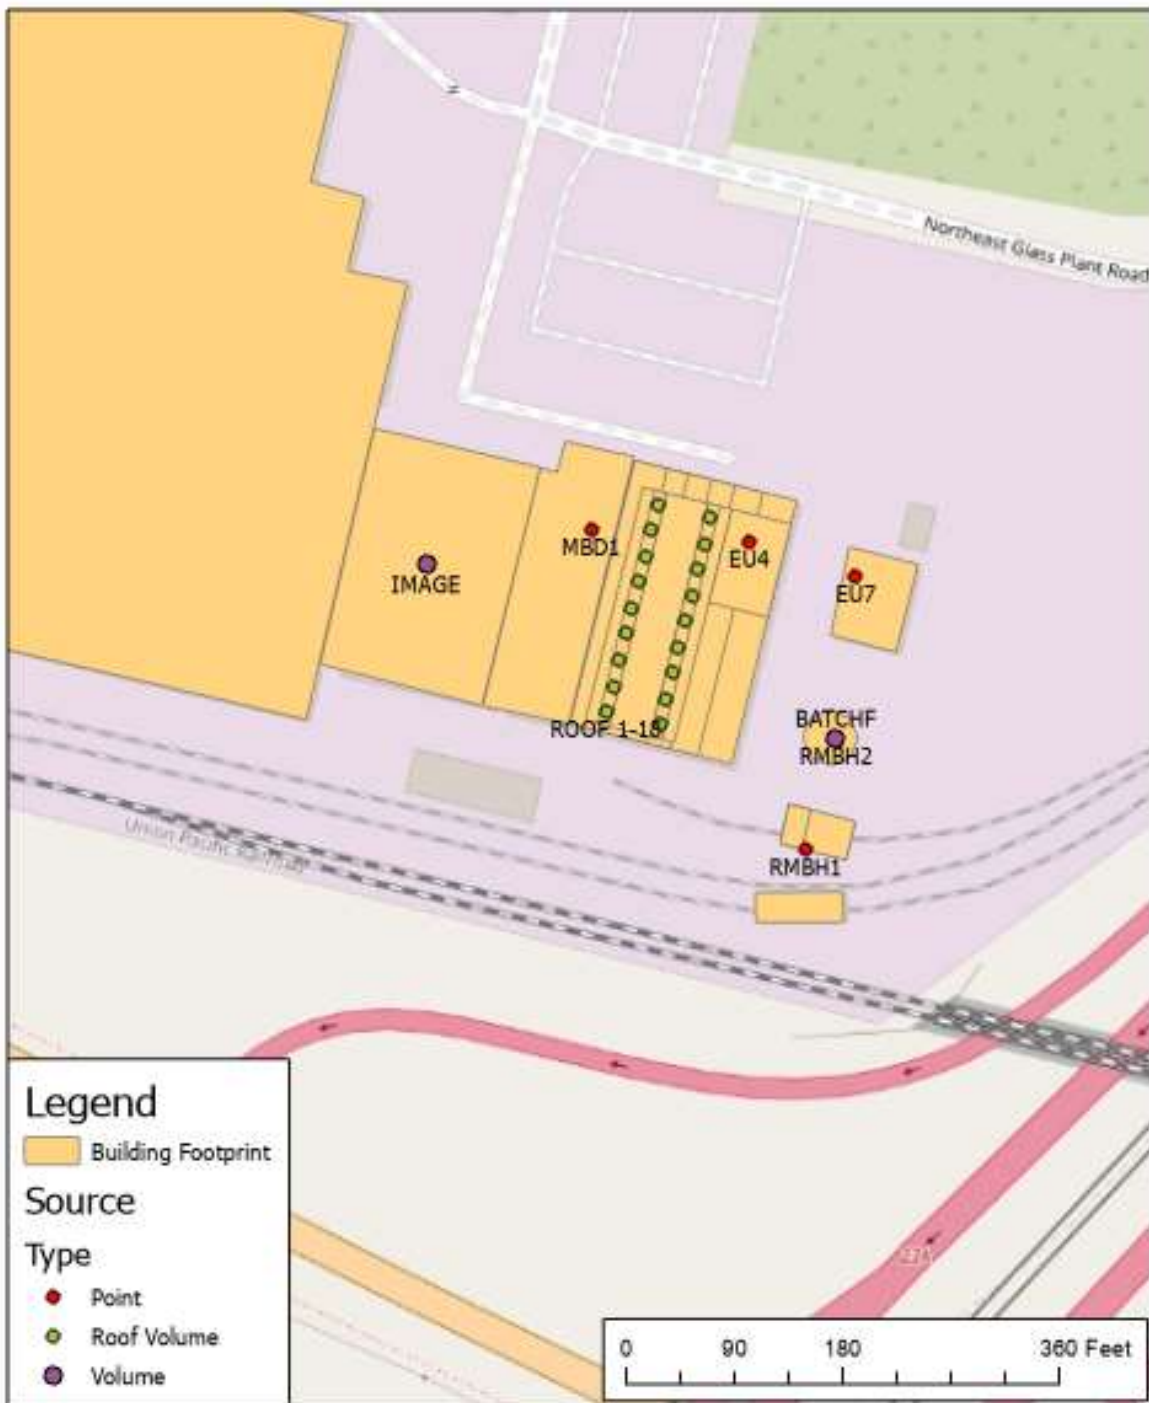 Northeast Glass Plant Road
MBD1
EU4
IMAGE
EU7
ROOF 1-18
BATCHF
RMBH2
Union Pacific
RMBH1
Legend
Building Footprint
Source
Type
Point
Roof Volume
Volume
0 90 180 360 Feet